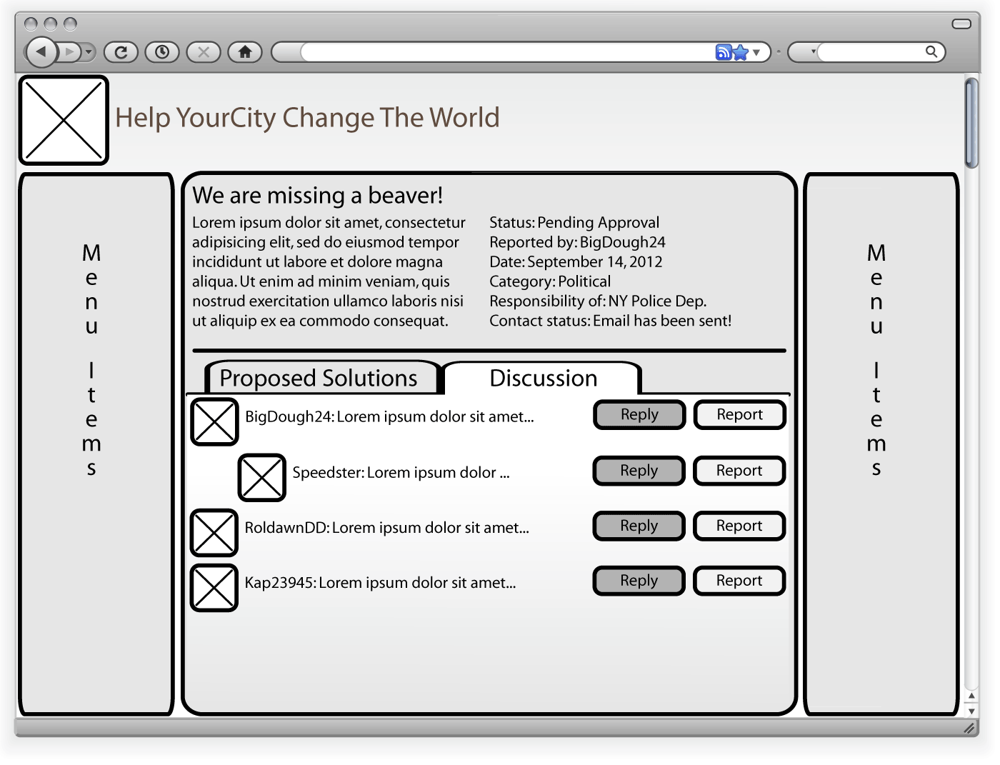 Help YourCity Change The World
Menu Items
We are missing a beaver!
Lorem ipsum dolor sit amet, consectetur
adipisicing elit, sed do eiusmod tempor
incididunt ut labore et dolore magna
aliqua. Ut enim ad minim veniam, quis
nostrud exercitation ullamco laboris nisi
ut aliquip ex ea commodo consequat.
Status: Pending Approval
Reported by: BigDough24
Date: September 14, 2012
Category: Political
Responsibility of: NY Police Dep.
Contact status: Email has been sent!
Proposed Solutions
Discussion
BigDough24: Lorem ipsum dolor sit amet...
Reply
Report
Speedster: Lorem ipsum dolor ...
Reply
Report
RoldawnDD: Lorem ipsum dolor sit amet...
Reply
Report
Kap23945: Lorem ipsum dolor sit amet...
Reply
Report
Menu Items